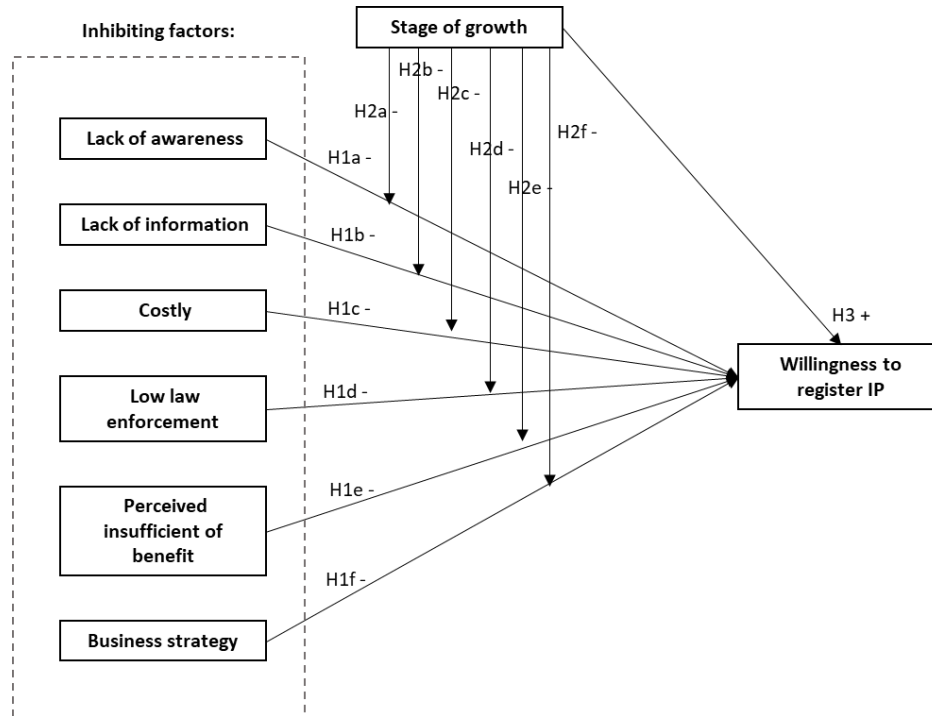 Inhibiting factors:
Stage of growth
H2a -
H2b -
H2c -
H2d -
H2e -
H2f -
Lack of awareness
H1a -
Lack of information
H1b -
Costly
H1c -
H3 +
Willingness to
register IP
Low law
enforcement
H1d -
Perceived
insufficient of
benefit
H1e -
Business strategy
H1f -